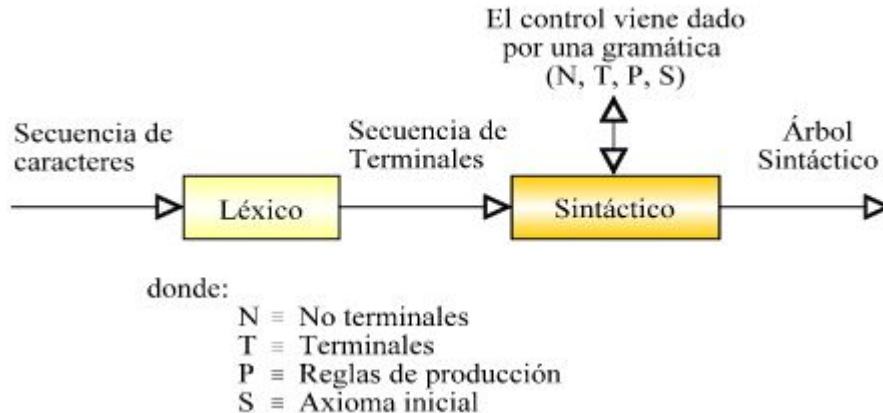 El control viene dado
por una gramática
(N, T, P, S)
Secuencia de
caracteres
Secuencia de
Terminales
Árbol
Sintáctico
Léxico
Sintáctico
donde:
N ≡ No terminales
T ≡ Terminales
P ≡ Reglas de producción
S ≡ Axioma inicial